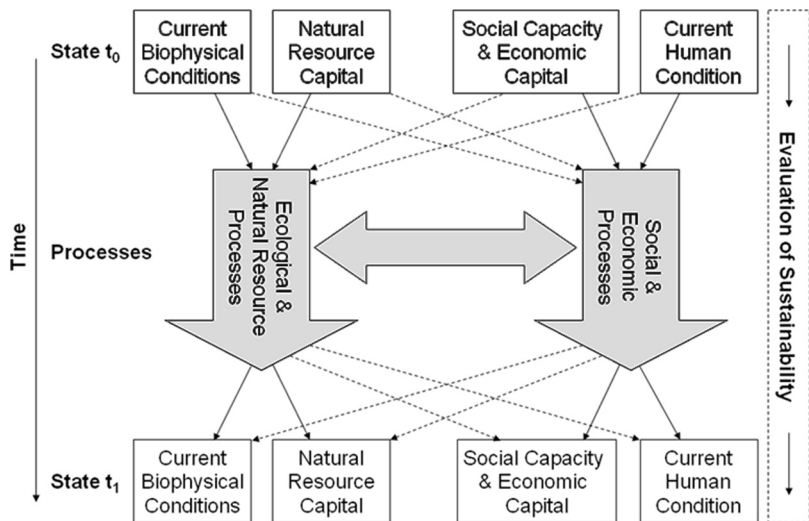 State t₀
Current
Biophysical
Conditions
Natural
Resource
Capital
Social Capacity
& Economic
Capital
Current
Human
Condition
Time
Processes
Ecological &
Natural Resource
Processes
Social &
Economic
Processes
Evaluation of Sustainability
State t₁
Current
Biophysical
Conditions
Natural
Resource
Capital
Social Capacity
& Economic
Capital
Current
Human
Condition